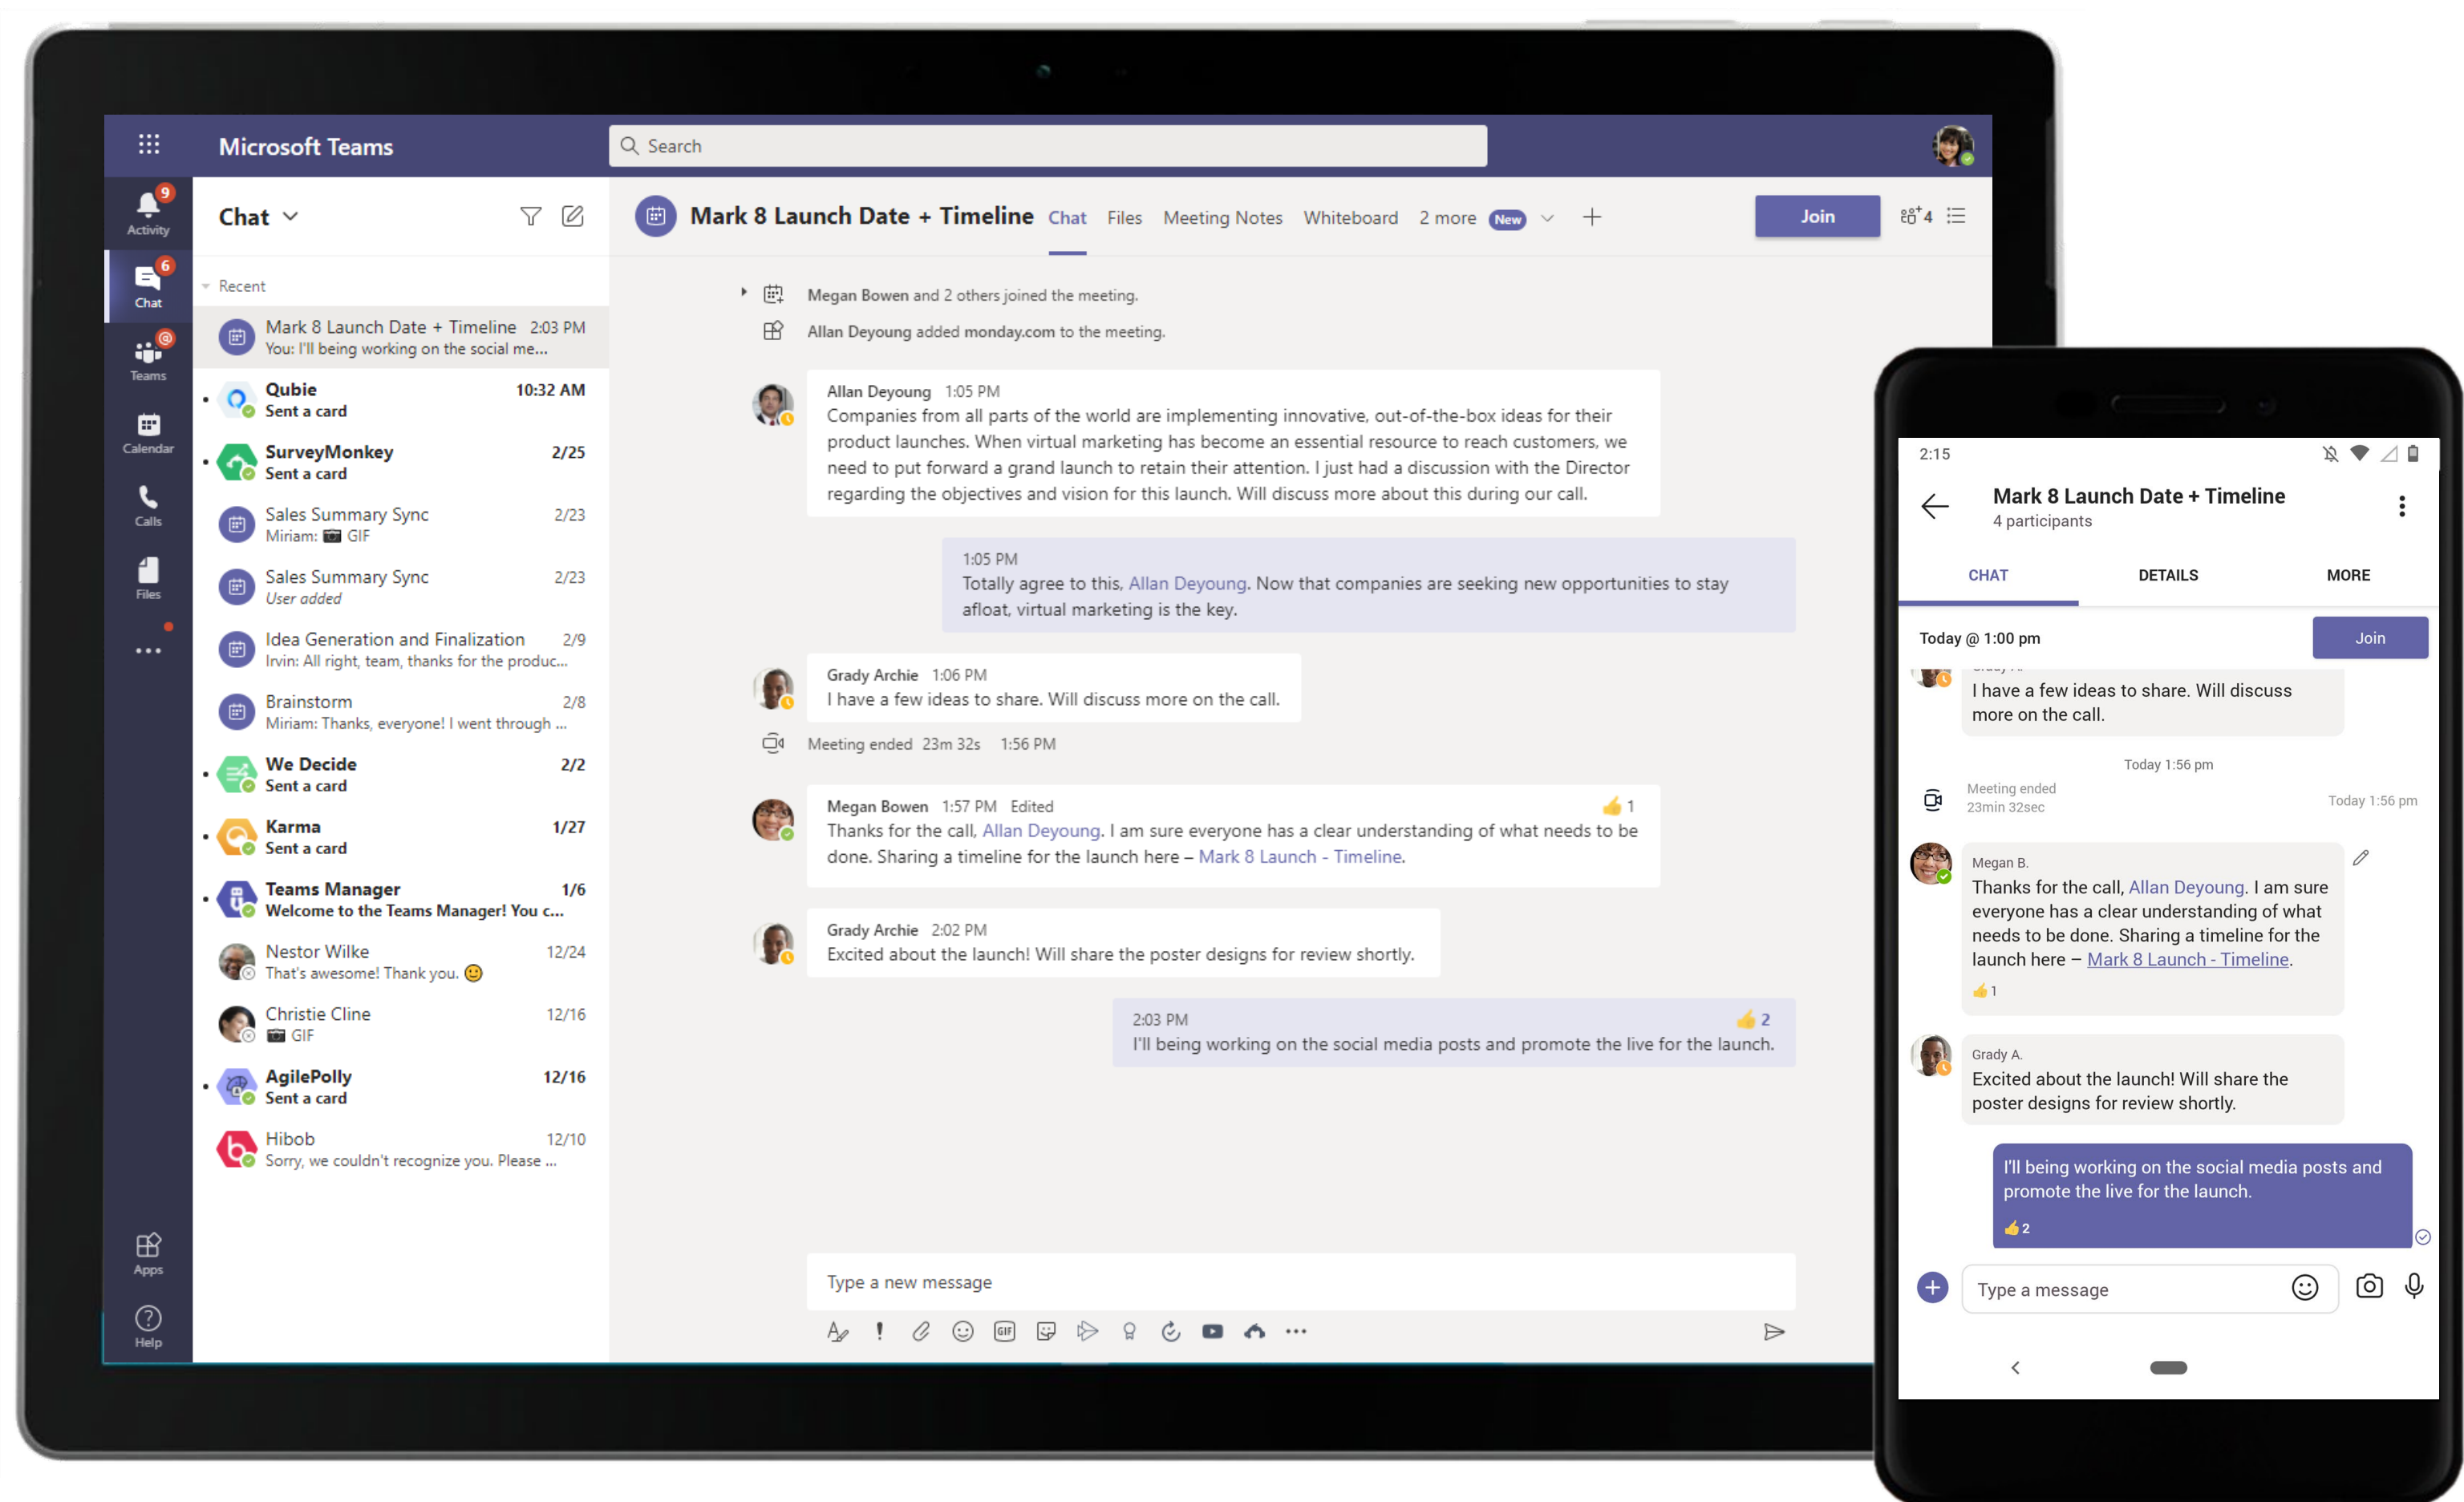 Microsoft Teams
Search
9
Activity
6
Chat
@
Teams
Calendar
Calls
Files
Apps
Help
Chat
Recent
Mark 8 Launch Date + Timeline 2:03 PM
You: I'll being working on the social me...
Qubie 10:32 AM
Sent a card
SurveyMonkey 2/25
Sent a card
Sales Summary Sync 2/23
Miriam: GIF
Sales Summary Sync 2/23
User added
Idea Generation and Finalization 2/9
Irvin: All right, team, thanks for the produc...
Brainstorm 2/8
Miriam: Thanks, everyone! I went through ...
We Decide 2/2
Sent a card
Karma 1/27
Sent a card
Teams Manager 1/6
Welcome to the Teams Manager! You c...
Nestor Wilke 12/24
That's awesome! Thank you. 🙂
Christie Cline 12/16
GIF
AgilePolly 12/16
Sent a card
Hibob 12/10
Sorry, we couldn't recognize you. Please ...
Mark 8 Launch Date + Timeline Chat Files Meeting Notes Whiteboard 2 more New Join 4
Megan Bowen and 2 others joined the meeting.
Allan Deyoung added monday.com to the meeting.
Allan Deyoung 1:05 PM
Companies from all parts of the world are implementing innovative, out-of-the-box ideas for their
product launches. When virtual marketing has become an essential resource to reach customers, we
need to put forward a grand launch to retain their attention. I just had a discussion with the Director
regarding the objectives and vision for this launch. Will discuss more about this during our call.
1:05 PM
Totally agree to this, Allan Deyoung. Now that companies are seeking new opportunities to stay
afloat, virtual marketing is the key.
Grady Archie 1:06 PM
I have a few ideas to share. Will discuss more on the call.
Meeting ended 23m 32s 1:56 PM
Megan Bowen 1:57 PM Edited 👍 1
Thanks for the call, Allan Deyoung. I am sure everyone has a clear understanding of what needs to be
done. Sharing a timeline for the launch here – Mark 8 Launch - Timeline.
Grady Archie 2:02 PM
Excited about the launch! Will share the poster designs for review shortly.
2:03 PM 👍 2
I'll being working on the social media posts and promote the live for the launch.
Type a new message
GIF
2:15
Mark 8 Launch Date + Timeline
4 participants
CHAT DETAILS MORE
Today @ 1:00 pm Join
I have a few ideas to share. Will discuss
more on the call.
Today 1:56 pm
Meeting ended
23min 32sec
Today 1:56 pm
Megan B.
Thanks for the call, Allan Deyoung. I am sure
everyone has a clear understanding of what
needs to be done. Sharing a timeline for the
launch here – Mark 8 Launch - Timeline.
👍 1
Grady A.
Excited about the launch! Will share the
poster designs for review shortly.
I'll being working on the social media posts and
promote the live for the launch.
👍 2
Type a message